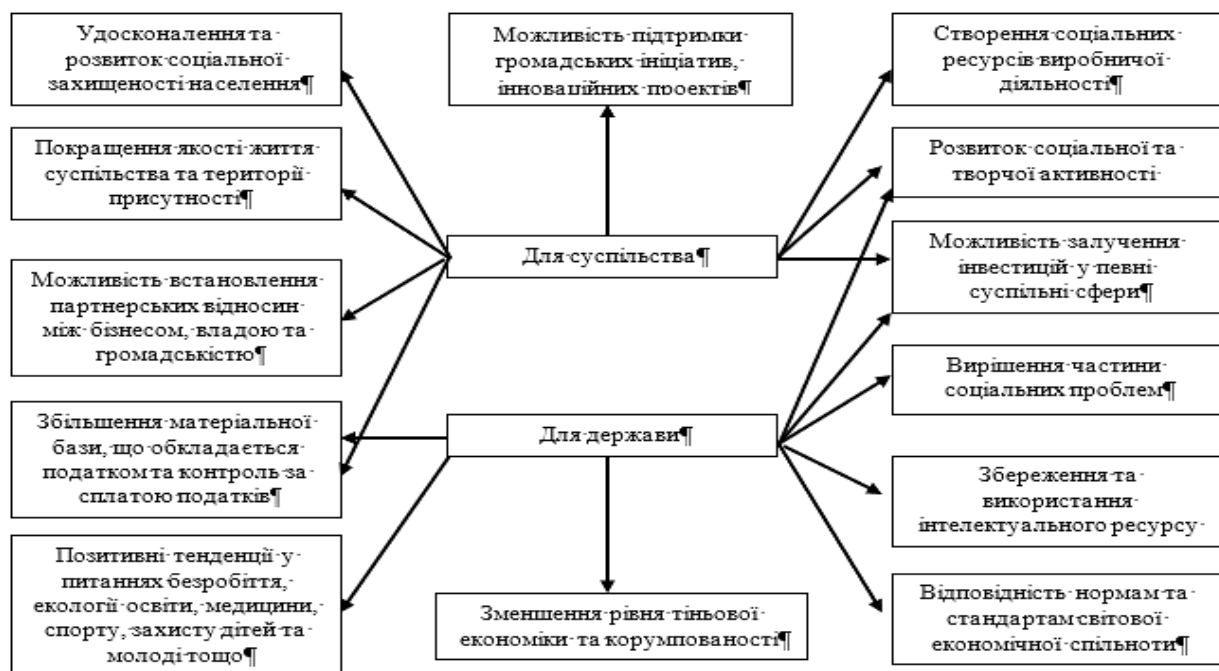 Удосконалення та
розвиток соціальної
захищеності населення¶
Можливість підтримки
громадських ініціатив,
інноваційних проектів¶
Створення соціальних
ресурсів виробничої
діяльності¶
Покращення якості життя
суспільства та території
присутності¶
Розвиток соціальної та
творчої активності
Для суспільства¶
Можливість залучення
інвестицій у певні
суспільні сфери¶
Можливість встановлення
партнерських відносин
між бізнесом, владою та
громадськістю¶
Вирішення частини
соціальних проблем¶
Збільшення матеріальної
бази, що обкладається
податком та контроль за
сплатою податків¶
Для держави¶
Збереження та
використання
інтелектуального ресурсу
Позитивні тенденції у
питаннях безробіття,
екології освіти, медицини,
спорту, захисту дітей та
молоді тощо¶
Зменшення рівня тіньової
економіки та корумпованості¶
Відповідність нормам та
стандартам світової
економічної спільноти¶